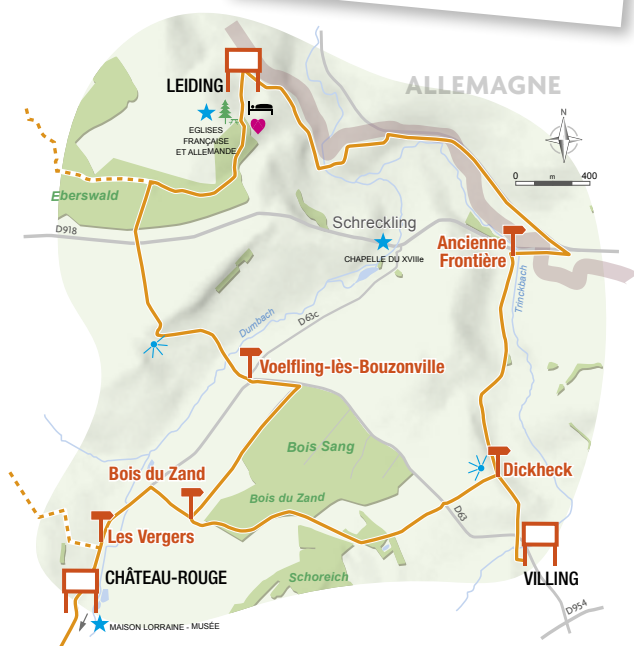 LEIDING
ALLEMAGNE
EGLISES
FRANÇAISE
ET ALLEMANDE
N
0 m 400
Eberswald
D918
Schreckling
CHAPELLE DU XVIIIe
Ancienne
Frontière
Trinckbach
Dumbach
D63c
Voelfling-lès-Bouzonville
Bois Sang
Bois du Zand
Dickheck
Bois du Zand
Les Vergers
D63
CHÂTEAU-ROUGE
Schoreich
VILLING
D954
MAISON LORRAINE - MUSÉE